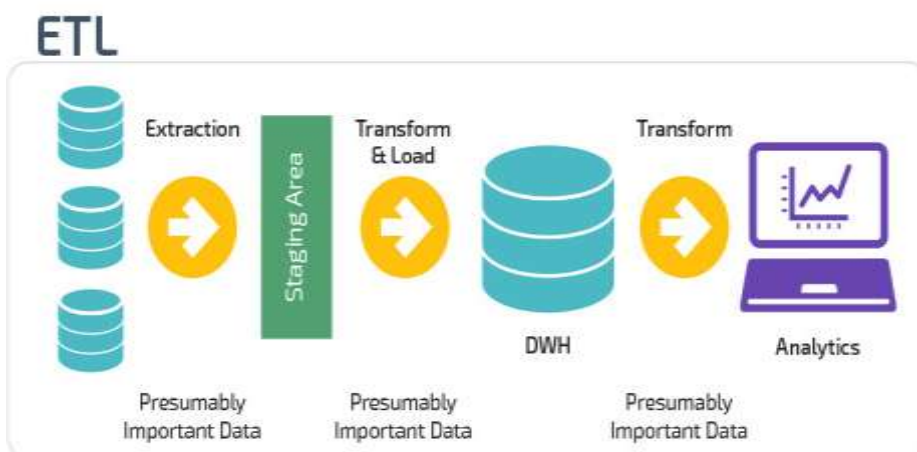 ETL
Extraction
Staging Area
Transform
& Load
Transform
DWH
Analytics
Presumably
Important Data
Presumably
Important Data
Presumably
Important Data